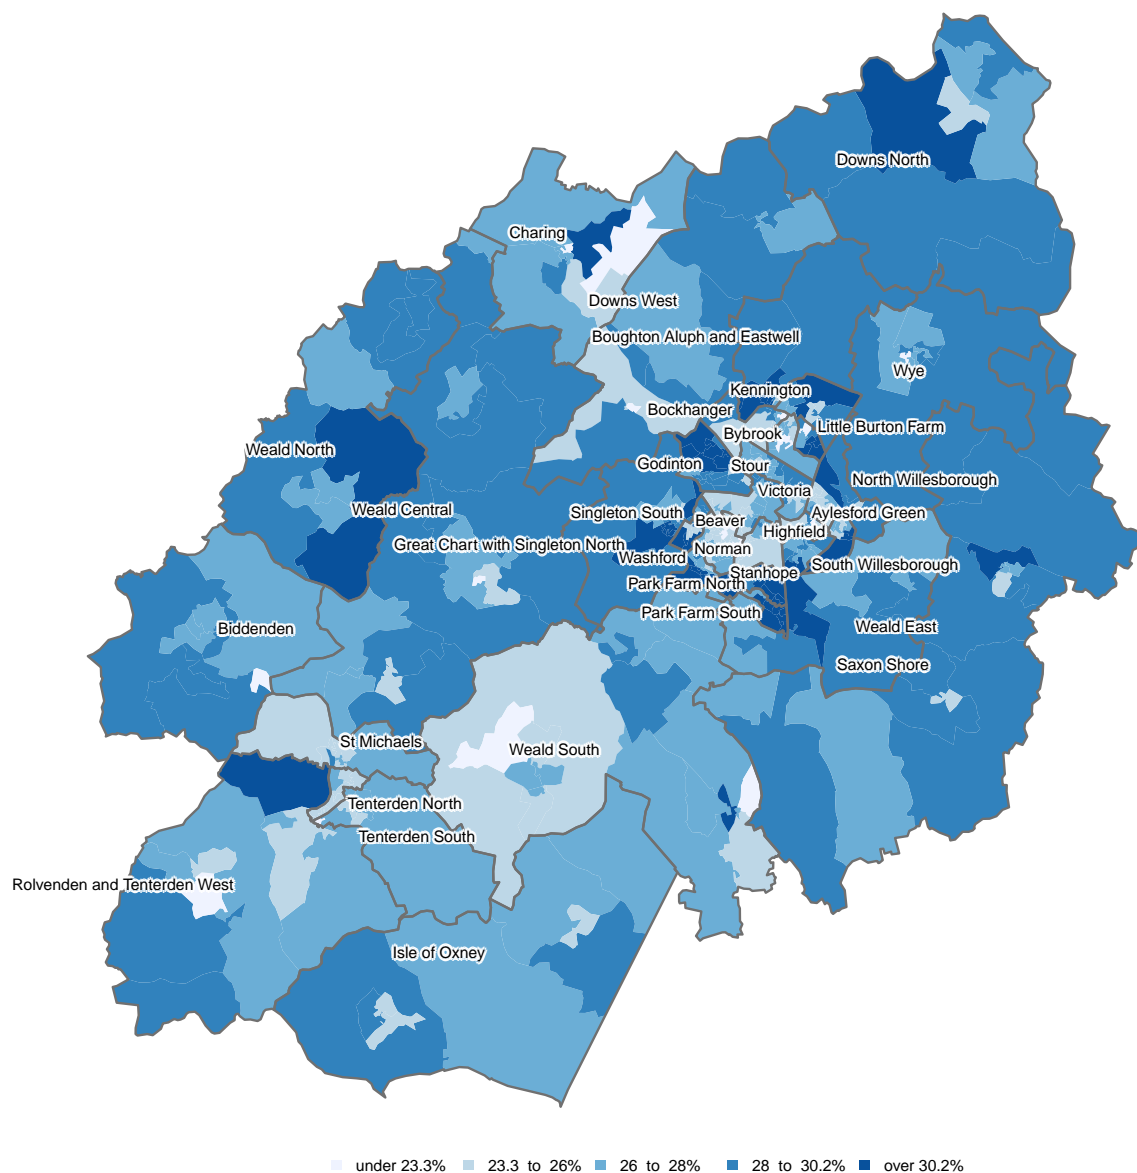 Downs North
Charing
Downs West
Boughton Aluph and Eastwell
Wye
Kennington
Bockhanger
Little Burton Farm
Bybrook
Weald North
Godinton
Stour
North Willesborough
Victoria
Weald Central
Singleton South
Aylesford Green
Beaver
Highfield
Great Chart with Singleton North
Norman
Washford
South Willesborough
Stanhope
Park Farm North
Park Farm South
Biddenden
Weald East
Saxon Shore
St Michaels
Weald South
Tenterden North
Tenterden South
Rolvenden and Tenterden West
Isle of Oxney
under 23.3% 23.3 to 26% 26 to 28% 28 to 30.2% over 30.2%